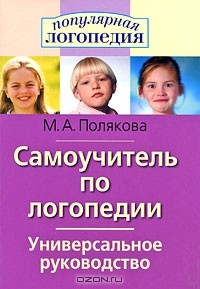 популярная
ЛОГОПЕДИЯ
М. А. Полякова
Самоучитель
по
логопедии
Универсальное
руководство
OZON.RU